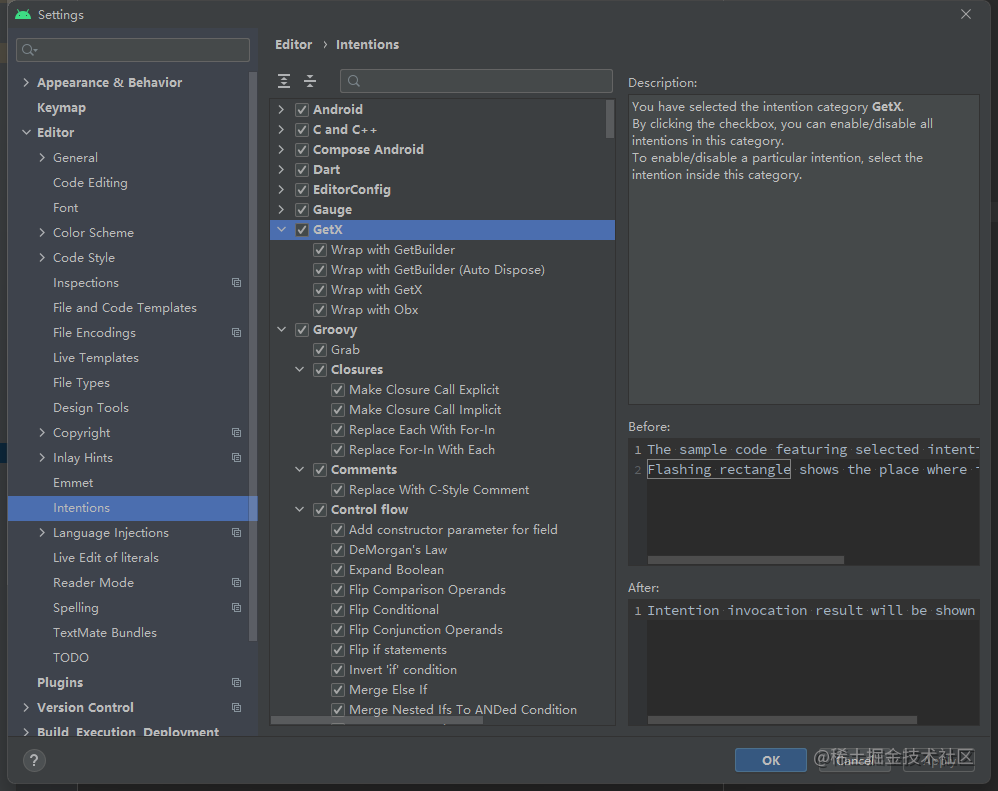 Settings
Appearance & Behavior
Keymap
Editor
General
Code Editing
Font
Color Scheme
Code Style
Inspections
File and Code Templates
File Encodings
Live Templates
File Types
Design Tools
Copyright
Inlay Hints
Emmet
Intentions
Language Injections
Live Edit of literals
Reader Mode
Spelling
TextMate Bundles
TODO
Plugins
Version Control
Build, Execution, Deployment
Editor › Intentions
Android
C and C++
Compose Android
Dart
EditorConfig
Gauge
GetX
Wrap with GetBuilder
Wrap with GetBuilder (Auto Dispose)
Wrap with GetX
Wrap with Obx
Groovy
Grab
Closures
Make Closure Call Explicit
Make Closure Call Implicit
Replace Each With For-In
Replace For-In With Each
Comments
Replace With C-Style Comment
Control flow
Add constructor parameter for field
DeMorgan's Law
Expand Boolean
Flip Comparison Operands
Flip Conditional
Flip Conjunction Operands
Flip if statements
Invert 'if' condition
Merge Else If
Merge Nested Ifs To ANDed Condition
Description:
You have selected the intention category GetX.
By clicking the checkbox, you can enable/disable all
intentions in this category.
To enable/disable a particular intention, select the
intention inside this category.
Before:
1 The sample code featuring selected intent
2 Flashing rectangle shows the place where
After:
1 Intention invocation result will be shown
?
OK
Cancel
Apply
@稀土掘金技术社区